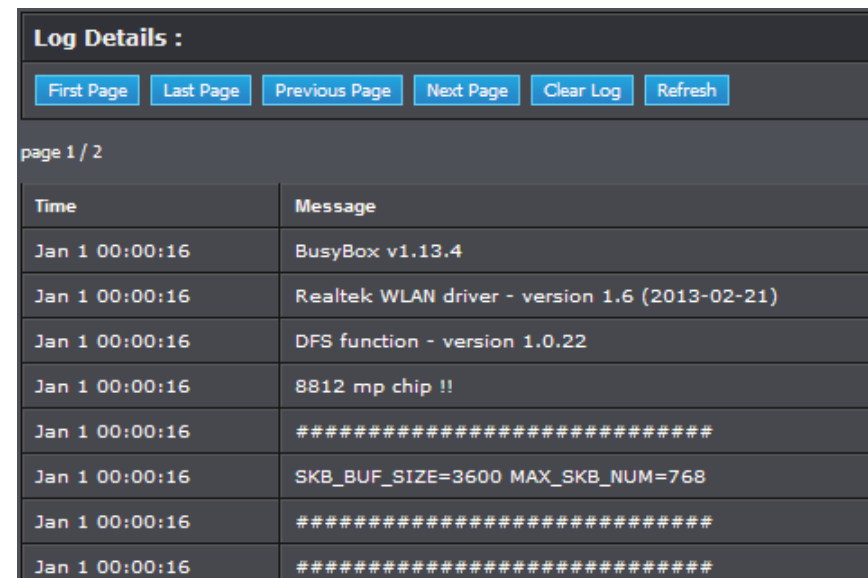 Log Details :
First Page Last Page Previous Page Next Page Clear Log Refresh
page 1 / 2
Time Message
Jan 1 00:00:16 BusyBox v1.13.4
Jan 1 00:00:16 Realtek WLAN driver - version 1.6 (2013-02-21)
Jan 1 00:00:16 DFS function - version 1.0.22
Jan 1 00:00:16 8812 mp chip !!
Jan 1 00:00:16 #############################
Jan 1 00:00:16 SKB_BUF_SIZE=3600 MAX_SKB_NUM=768
Jan 1 00:00:16 #############################
Jan 1 00:00:16 #############################